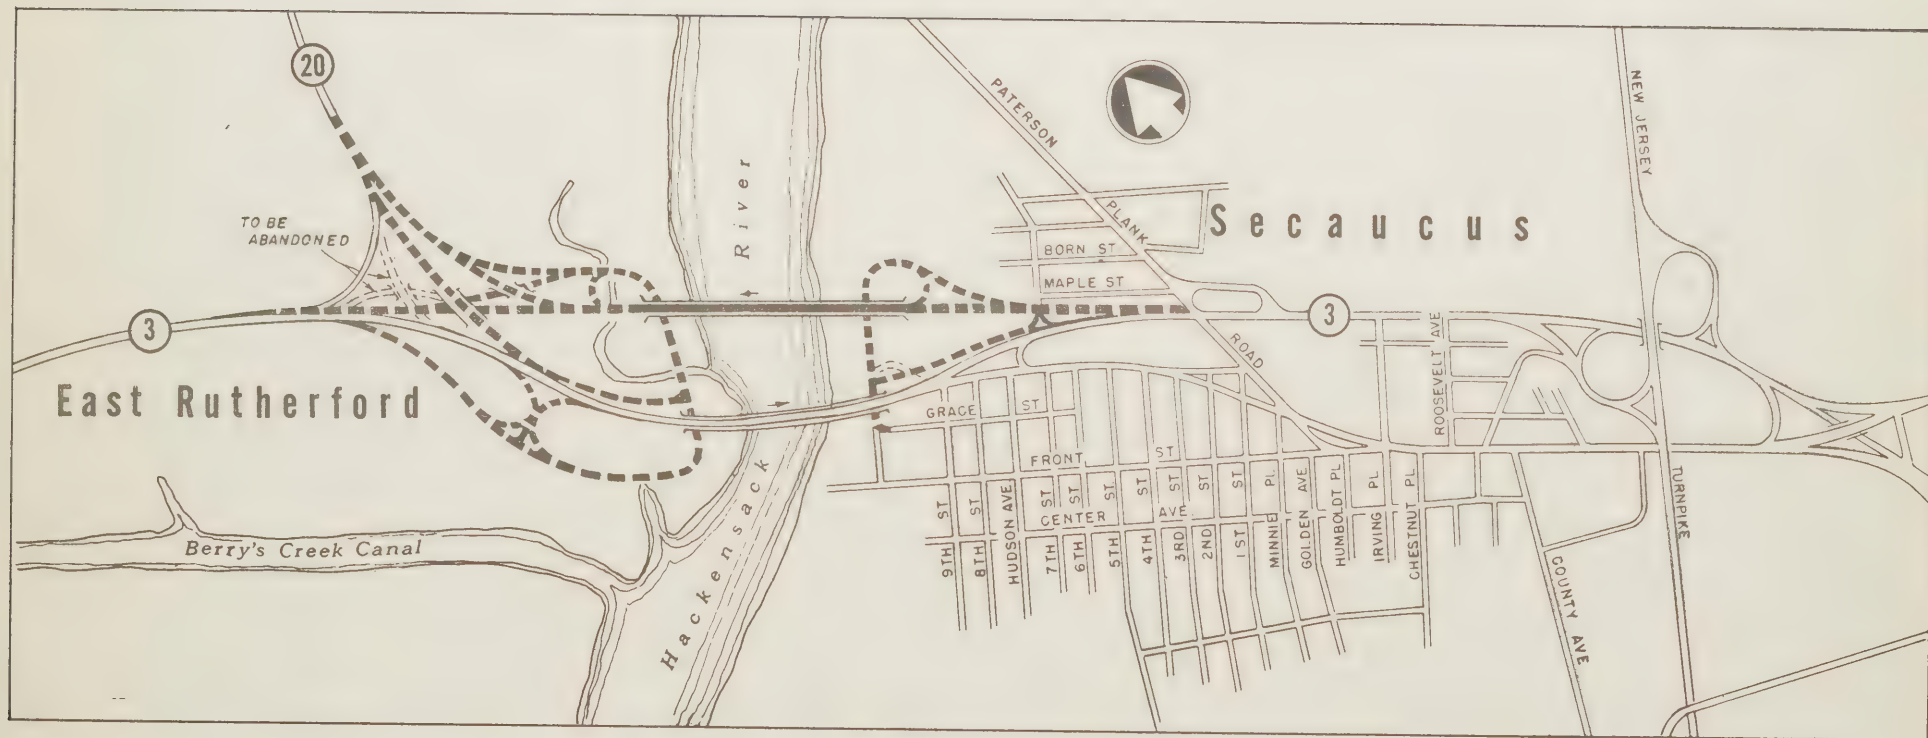 20
TO BE
ABANDONED
3
East Rutherford
Berry's Creek Canal
Hackensack
River
PATERSON
PLANK
ROAD
Secaucus
BORN ST
MAPLE ST
3
NEW JERSEY
TURNPIKE
ROOSEVELT AVE
GRACE ST
FRONT ST
CENTER AVE.
9TH ST
8TH ST
HUDSON AVE.
7TH ST
6TH ST
5TH ST
4TH ST
3RD ST
2ND ST
1ST ST
MINNIE PL.
GOLDEN AVE
HUMBOLDT PL
IRVING PL
CHESTNUT PL
COUNTY AVE